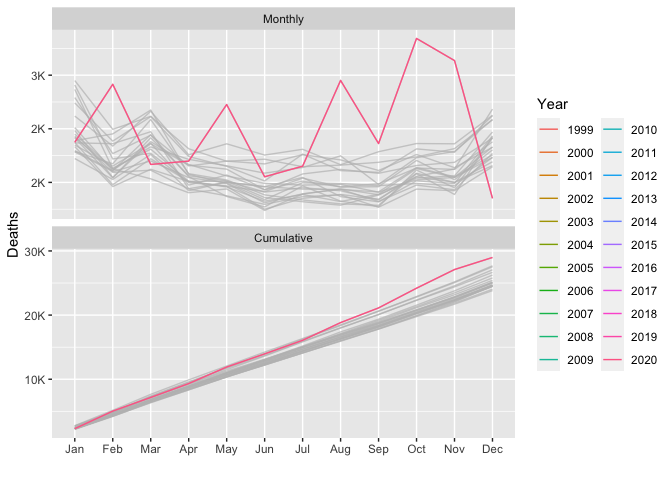 Monthly
3K
2K
2K
Deaths
Cumulative
30K
20K
10K
Jan Feb Mar Apr May Jun Jul Aug Sep Oct Nov Dec
Year
1999 2010
2000 2011
2001 2012
2002 2013
2003 2014
2004 2015
2005 2016
2006 2017
2007 2018
2008 2019
2009 2020